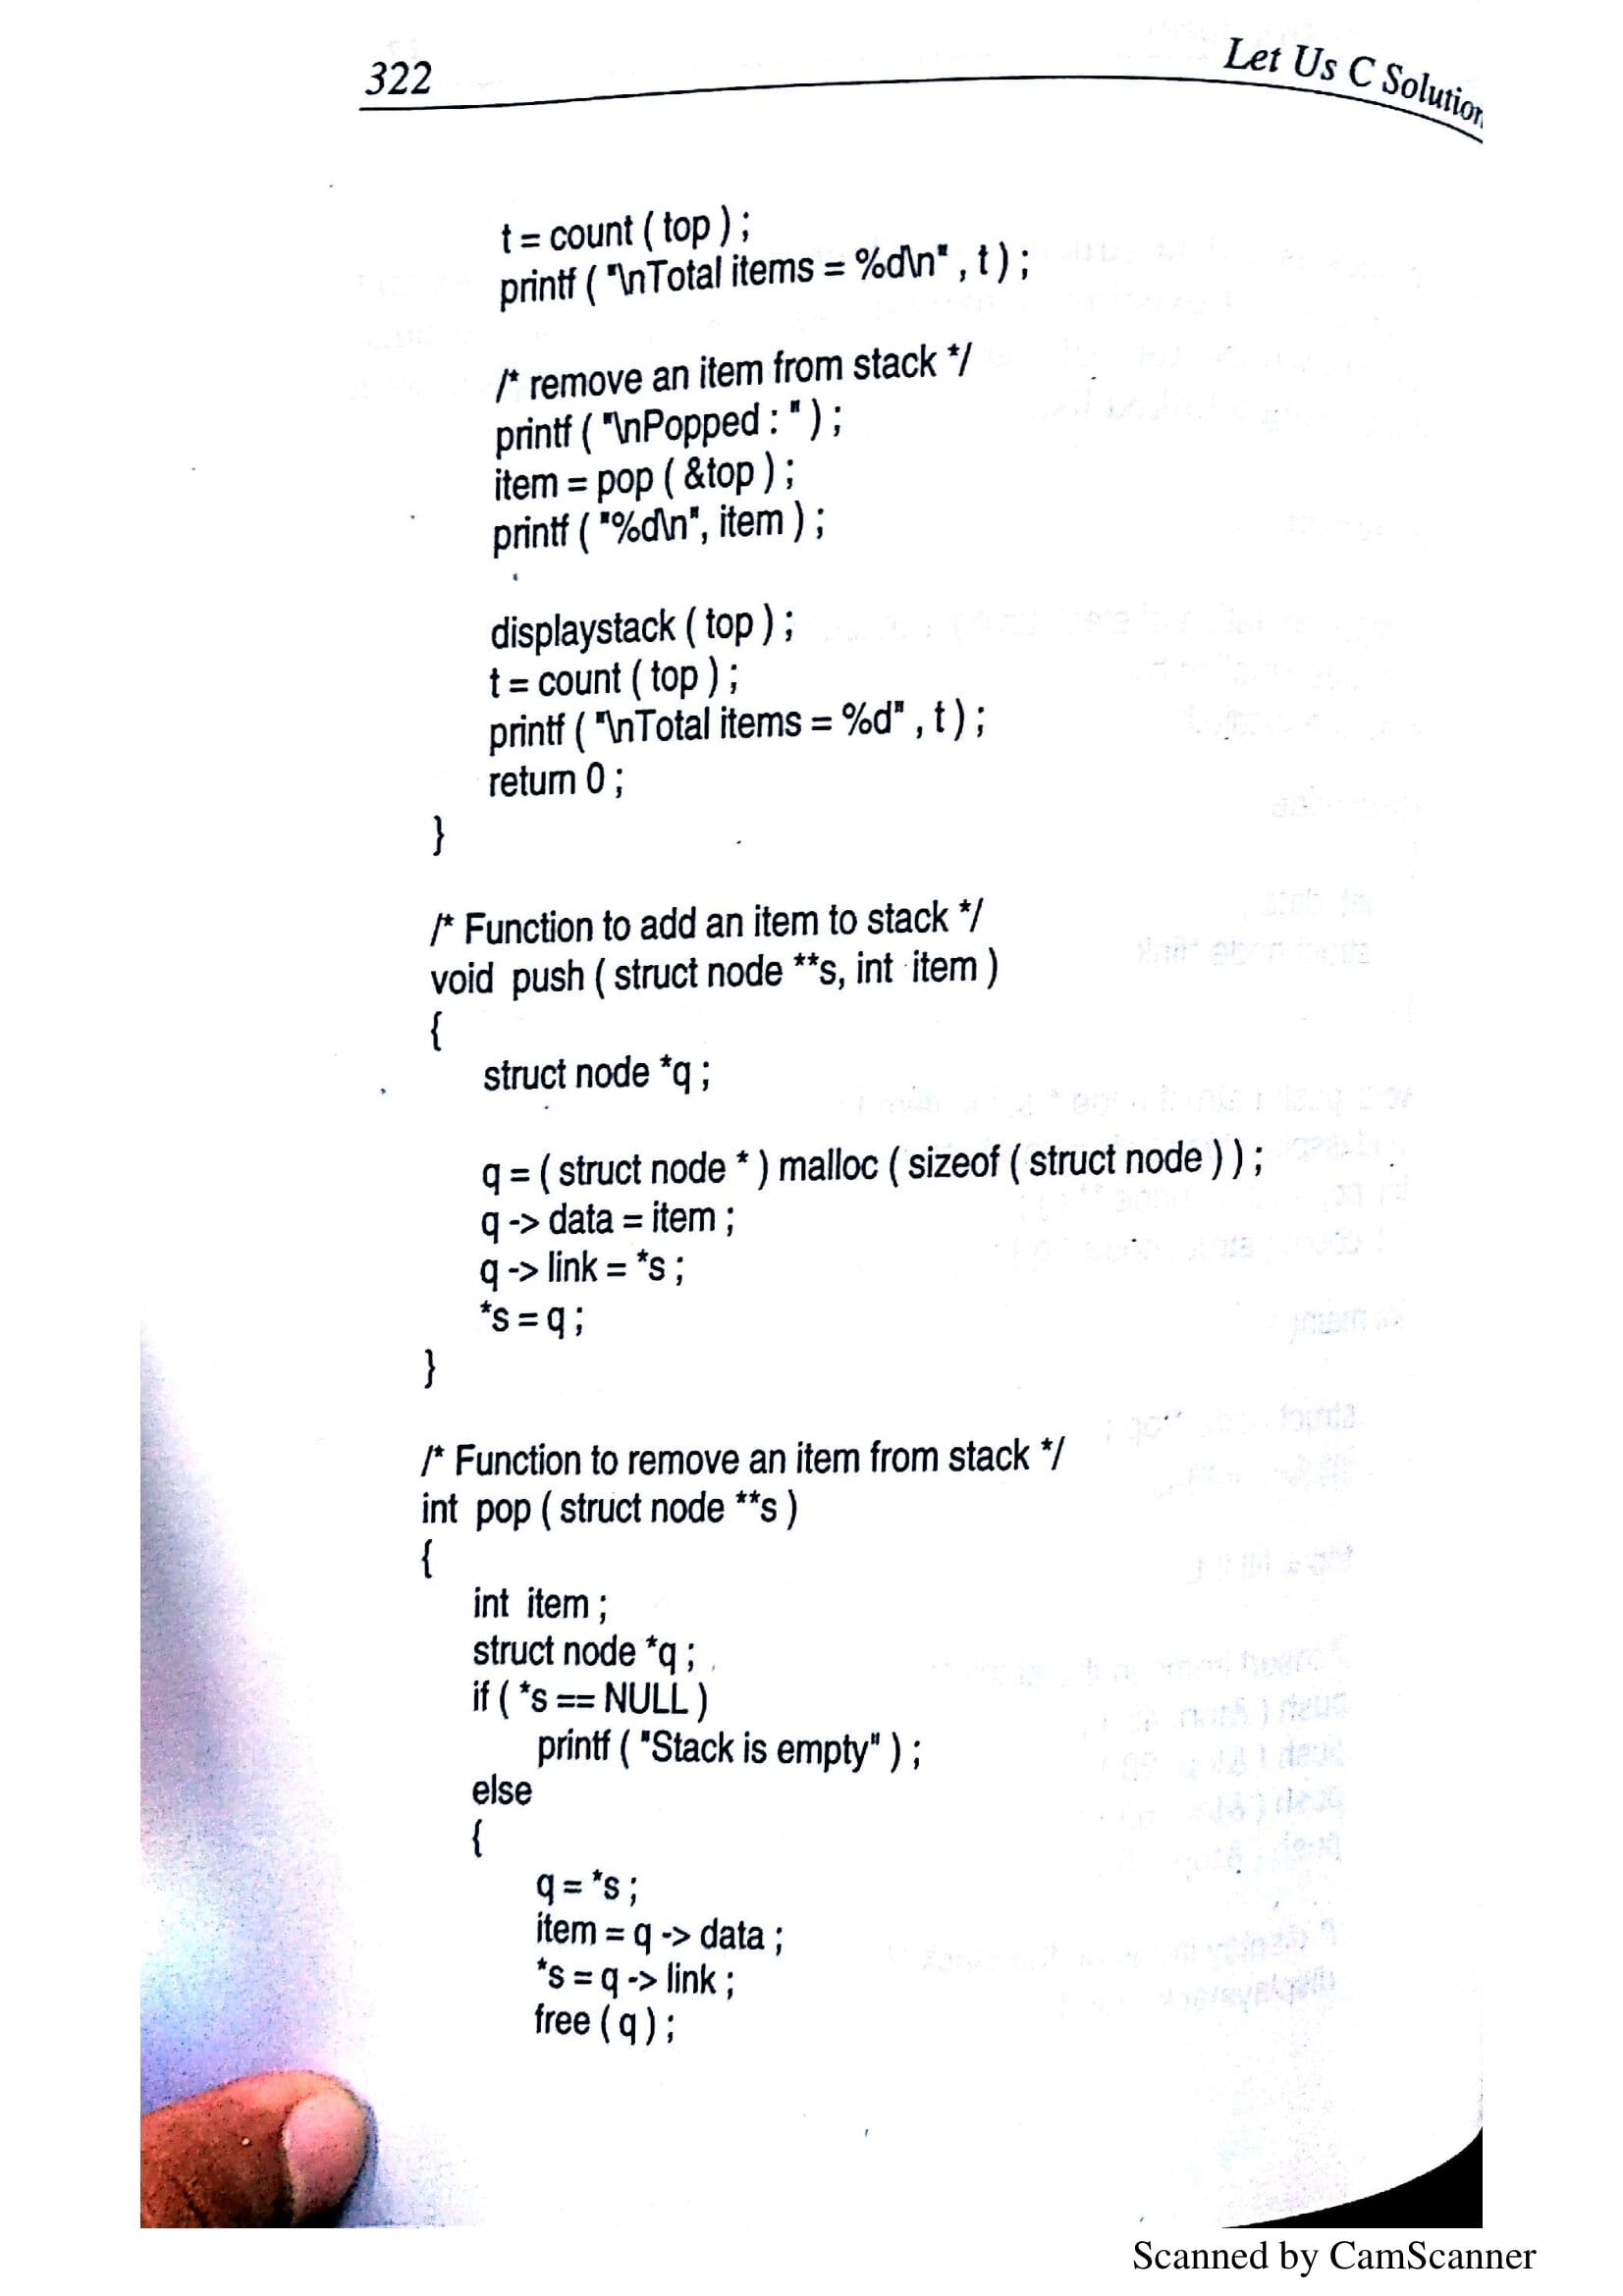 322
Let Us C Solution
t = count ( top ) ;
printf ( "\nTotal items = %d\n" , t ) ;
/* remove an item from stack */
printf ( "\nPopped : " ) ;
item = pop ( &top ) ;
printf ( "%d\n", item ) ;
displaystack ( top ) ;
t = count ( top ) ;
printf ( "\nTotal items = %d" , t ) ;
return 0 ;
}
/* Function to add an item to stack */
void push ( struct node **s, int item )
{
struct node *q ;
q = ( struct node * ) malloc ( sizeof ( struct node ) ) ;
q -> data = item ;
q -> link = *s ;
*s = q ;
}
/* Function to remove an item from stack */
int pop ( struct node **s )
{
int item ;
struct node *q ;
if ( *s == NULL )
printf ( "Stack is empty" ) ;
else
{
q = *s ;
item = q -> data ;
*s = q -> link ;
free ( q ) ;
Scanned by CamScanner